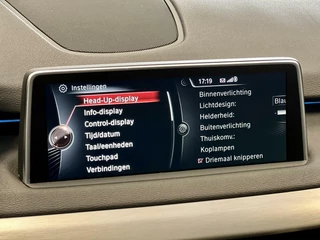 Instellingen
Head-Up-display
Info-display
Control-display
Tijd/datum
Taal/eenheden
Touchpad
Verbindingen
17:19
Binnenverlichting
Lichtdesign:
Blau
Helderheid:
Buitenverlichting
Thuiskomv.:
Koplampen
Driemaal knipperen